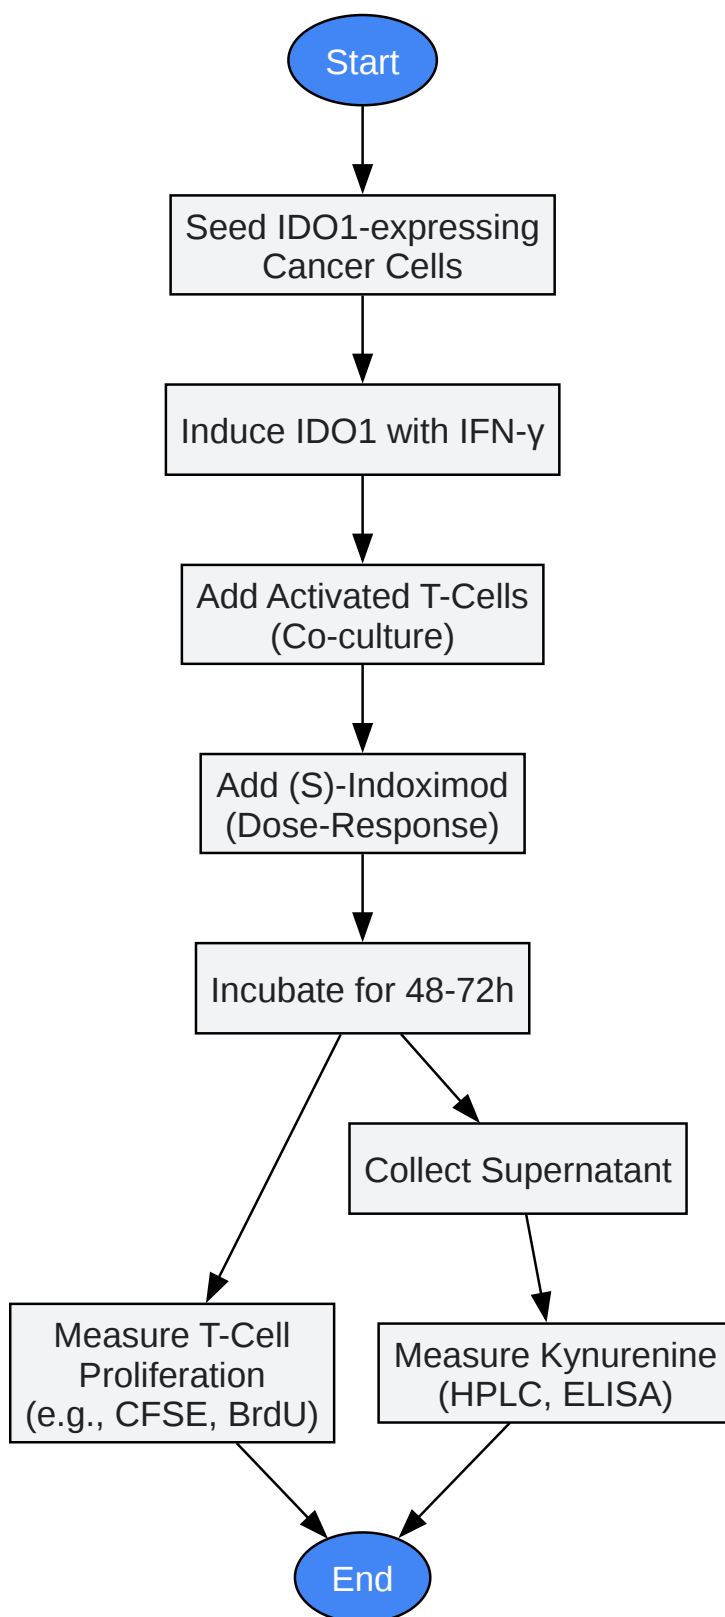 Start
Seed IDO1-expressing
Cancer Cells
Induce IDO1 with IFN-γ
Add Activated T-Cells
(Co-culture)
Add (S)-Indoximod
(Dose-Response)
Incubate for 48-72h
Collect Supernatant
Measure T-Cell
Proliferation
(e.g., CFSE, BrdU)
Measure Kynurenine
(HPLC, ELISA)
End